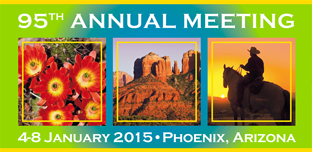 95TH ANNUAL MEETING
4-8 JANUARY 2015 • PHOENIX, ARIZONA